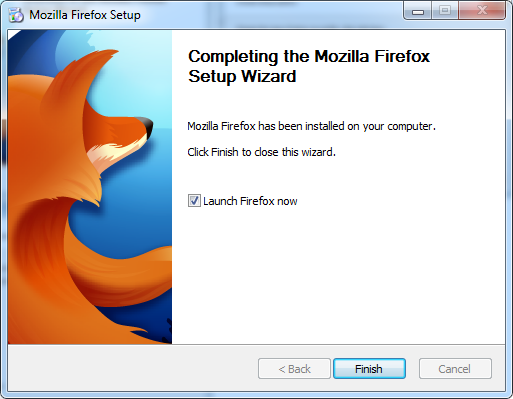 Mozilla Firefox Setup
Completing the Mozilla Firefox
Setup Wizard
Mozilla Firefox has been installed on your computer.
Click Finish to close this wizard.
Launch Firefox now
< Back
Finish
Cancel